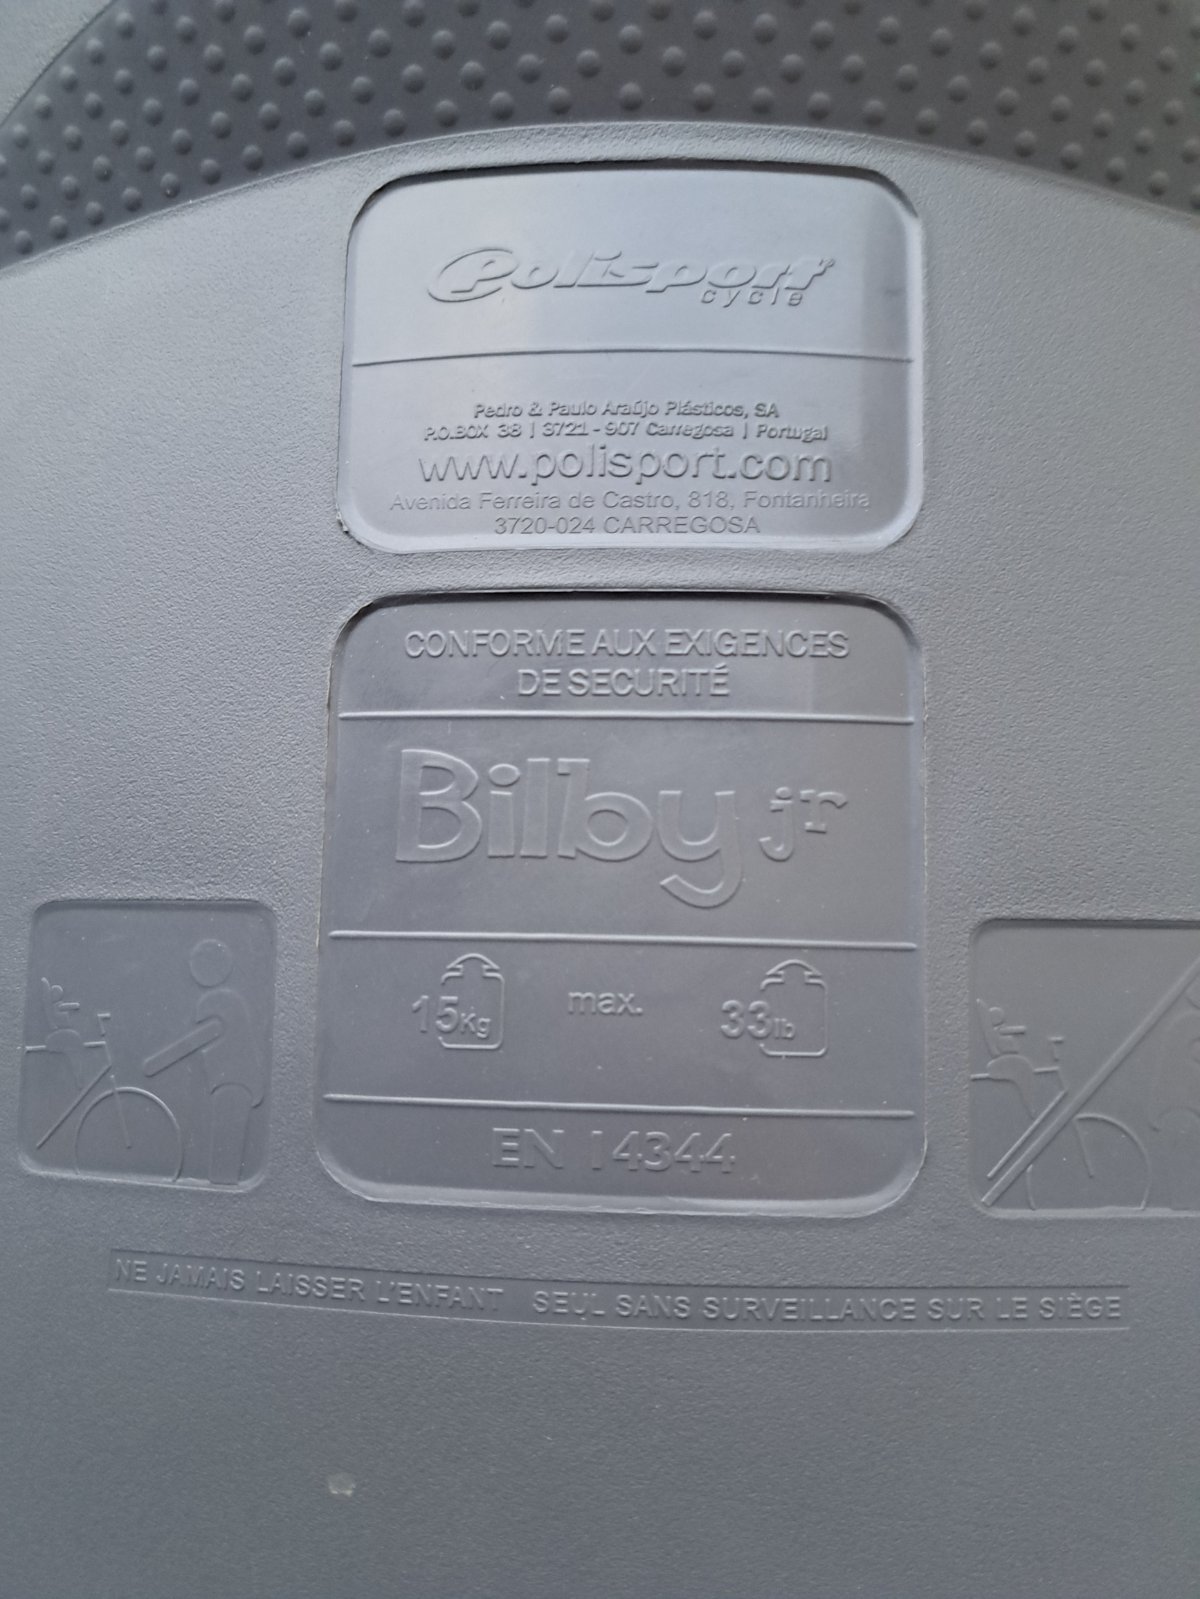 Polisport®
cycle
Pedro & Paulo Araújo Plásticos, SA
P.O.BOX 38 | 3721 - 907 Carregosa | Portugal
www.polisport.com
Avenida Ferreira de Castro, 818, Fontanheira
3720-024 CARREGOSA
CONFORME AUX EXIGENCES
DE SECURITÉ
Bilby jr
15Kg max. 33lb
EN 14344
NE JAMAIS LAISSER L'ENFANT SEUL SANS SURVEILLANCE SUR LE SIÈGE